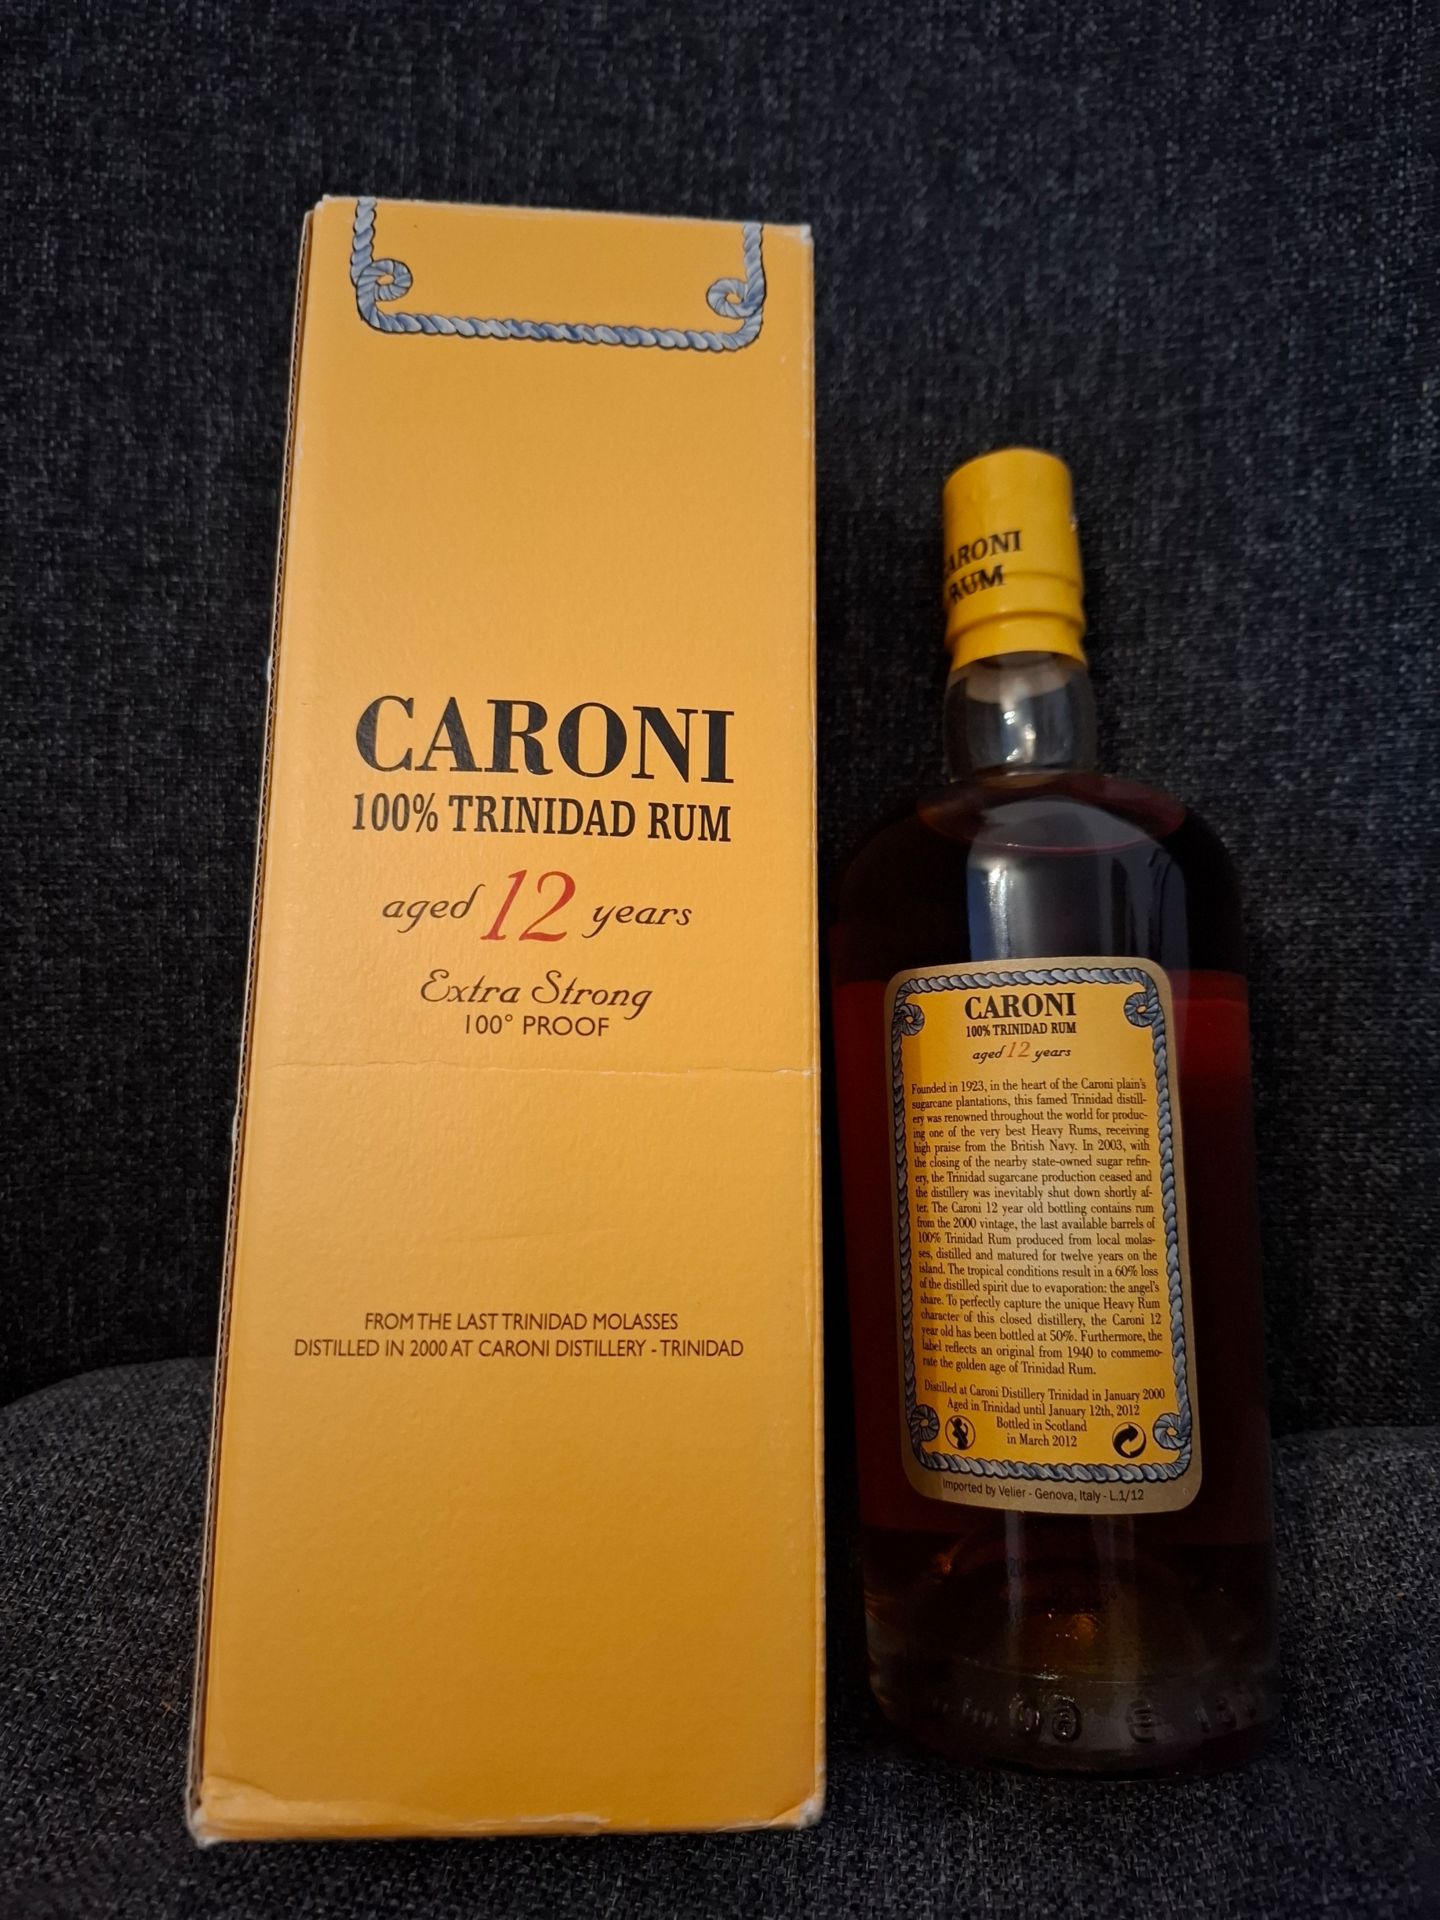 CARONI
100% TRINIDAD RUM
aged 12 years
Extra Strong
100° PROOF
FROM THE LAST TRINIDAD MOLASSES
DISTILLED IN 2000 AT CARONI DISTILLERY - TRINIDAD
ARONI
RUM
CARONI
100% TRINIDAD RUM
aged 12 years
Founded in 1923, in the heart of the Caroni plain's
sugarcane plantations, this famed Trinidad distill-
ery was renowned throughout the world for produc-
ing one of the very best Heavy Rums, receiving
high praise from the British Navy. In 2003, with
the closing of the nearby state-owned sugar refin-
ery, the Trinidad sugarcane production ceased and
the distillery was inevitably shut down shortly af-
ter. The Caroni 12 year old bottling contains rum
from the 2000 vintage, the last available barrels of
100% Trinidad Rum produced from local molas-
ses, distilled and matured for twelve years on the
island. The tropical conditions result in a 60% loss
of the distilled spirit due to evaporation: the angel's
share. To perfectly capture the unique Heavy Rum
character of this closed distillery, the Caroni 12
year old has been bottled at 50%. Furthermore, the
label reflects an original from 1940 to commemo-
rate the golden age of Trinidad Rum.
Distilled at Caroni Distillery Trinidad in January 2000
Aged in Trinidad until January 12th, 2012
Bottled in Scotland
in March 2012
Imported by Velier - Genova, Italy - L.1/12